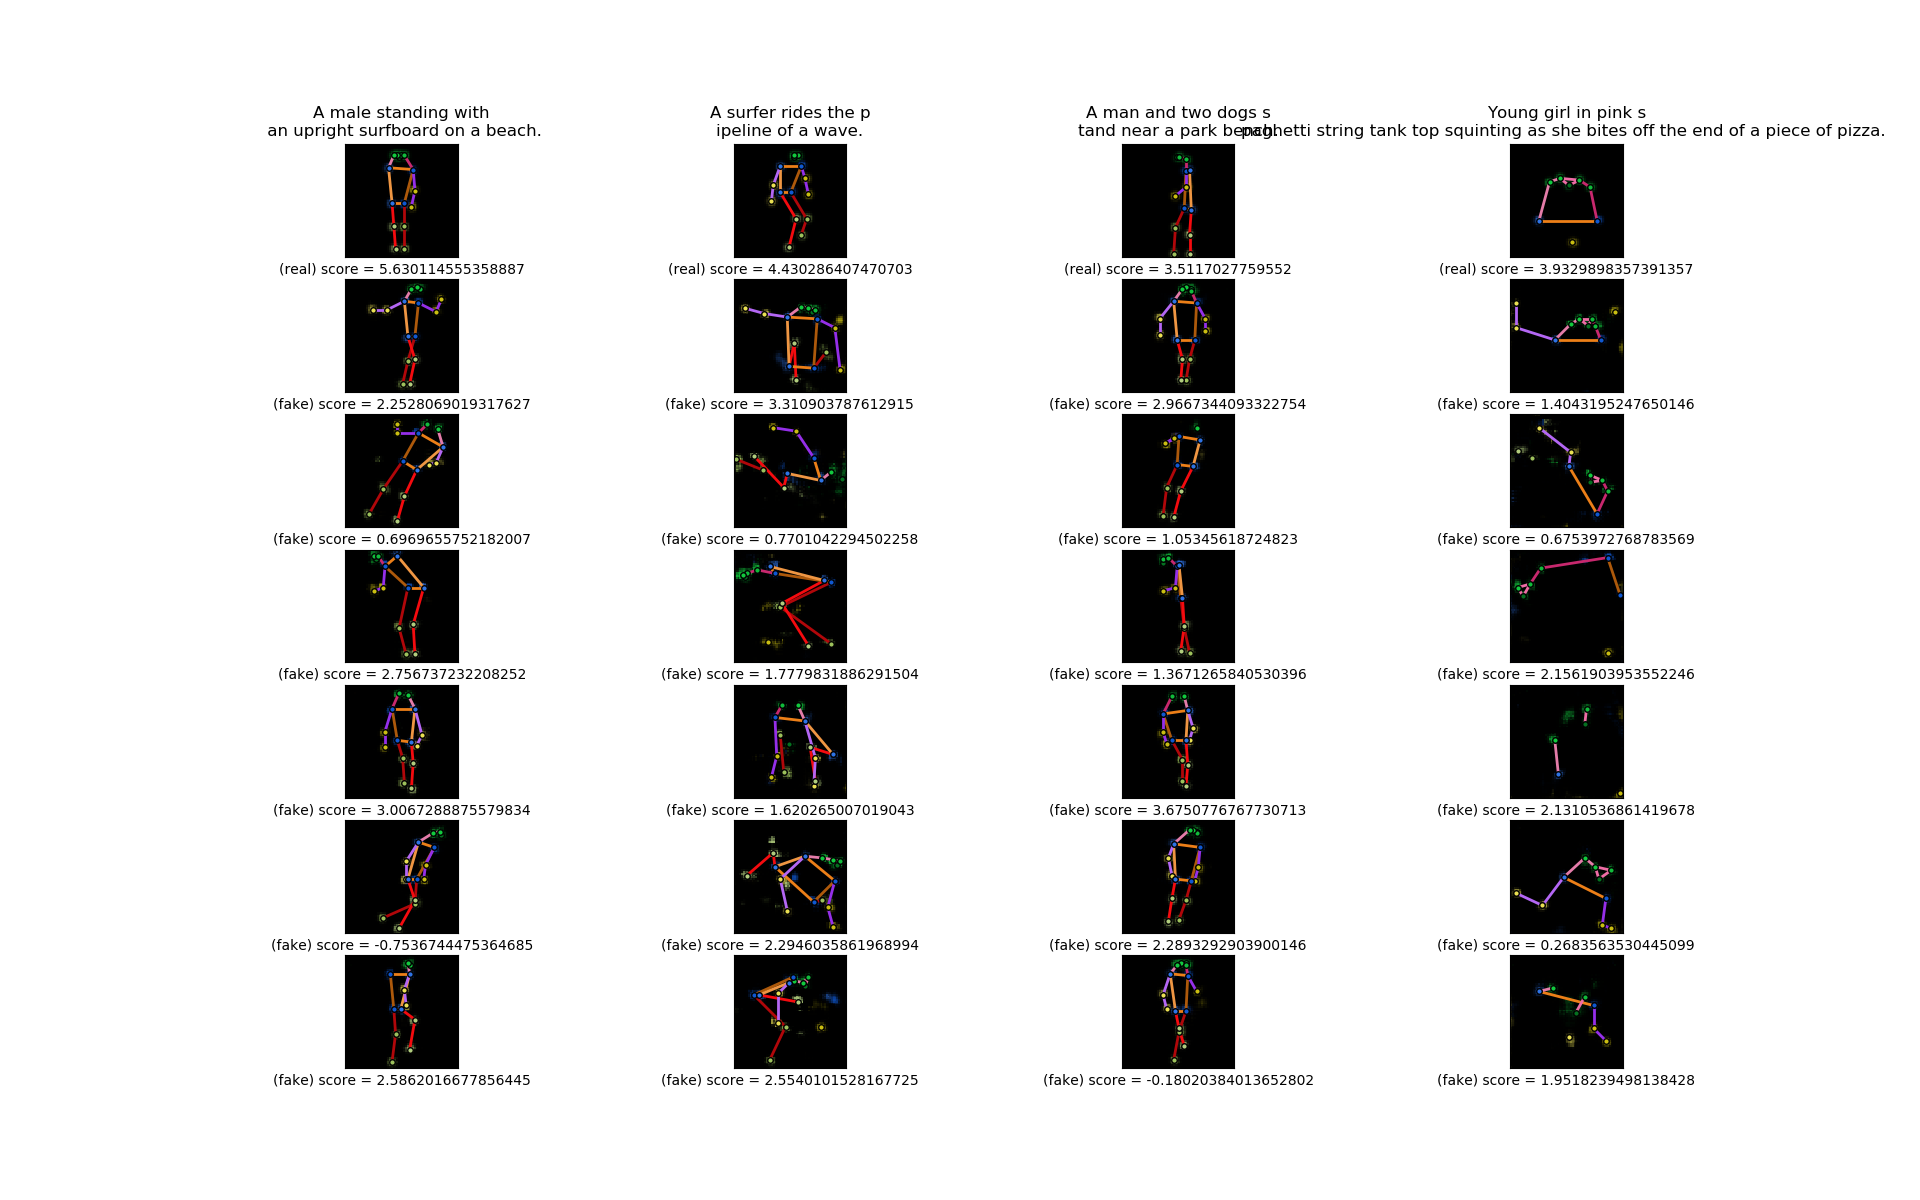 A male standing with
an upright surfboard on a beach.
A surfer rides the p
ipeline of a wave.
A man and two dogs s
tand near a park bench.
Young girl in pink s
paghetti string tank top squinting as she bites off the end of a piece of pizza.
(real) score = 5.630114555358887
(real) score = 4.430286407470703
(real) score = 3.5117027759552
(real) score = 3.9329898357391357
(fake) score = 2.2528069019317627
(fake) score = 3.310903787612915
(fake) score = 2.9667344093322754
(fake) score = 1.4043195247650146
(fake) score = 0.6969655752182007
(fake) score = 0.7701042294502258
(fake) score = 1.05345618724823
(fake) score = 0.6753972768783569
(fake) score = 2.756737232208252
(fake) score = 1.7779831886291504
(fake) score = 1.3671265840530396
(fake) score = 2.1561903953552246
(fake) score = 3.0067288875579834
(fake) score = 1.620265007019043
(fake) score = 3.6750776767730713
(fake) score = 2.1310536861419678
(fake) score = -0.7536744475364685
(fake) score = 2.2946035861968994
(fake) score = 2.2893292903900146
(fake) score = 0.2683563530445099
(fake) score = 2.5862016677856445
(fake) score = 2.5540101528167725
(fake) score = -0.18020384013652802
(fake) score = 1.9518239498138428